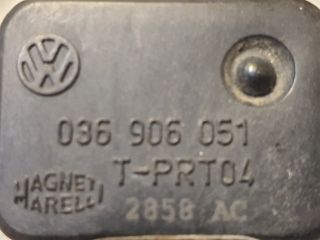 036 906 051
T-PRT04
MAGNETI
MARELLI
2858 AC